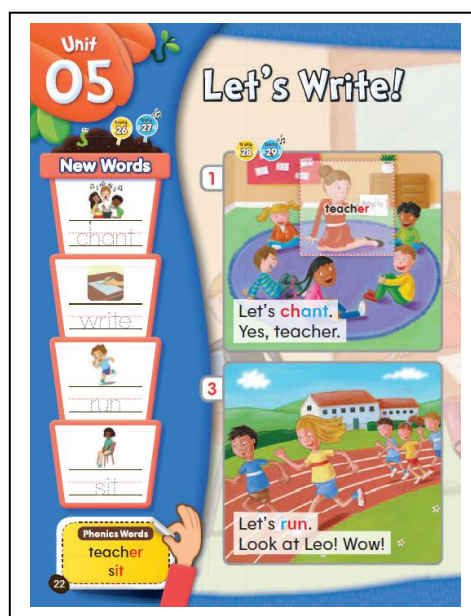 Unit
05
Let's Write!
Track
26
Track
27
New Words
chant
write
run
sit
Phonics Words
teacher
sit
22
Track
28
Track
29
1
teacher
Let's chant.
Yes, teacher.
3
Let's run.
Look at Leo! Wow!